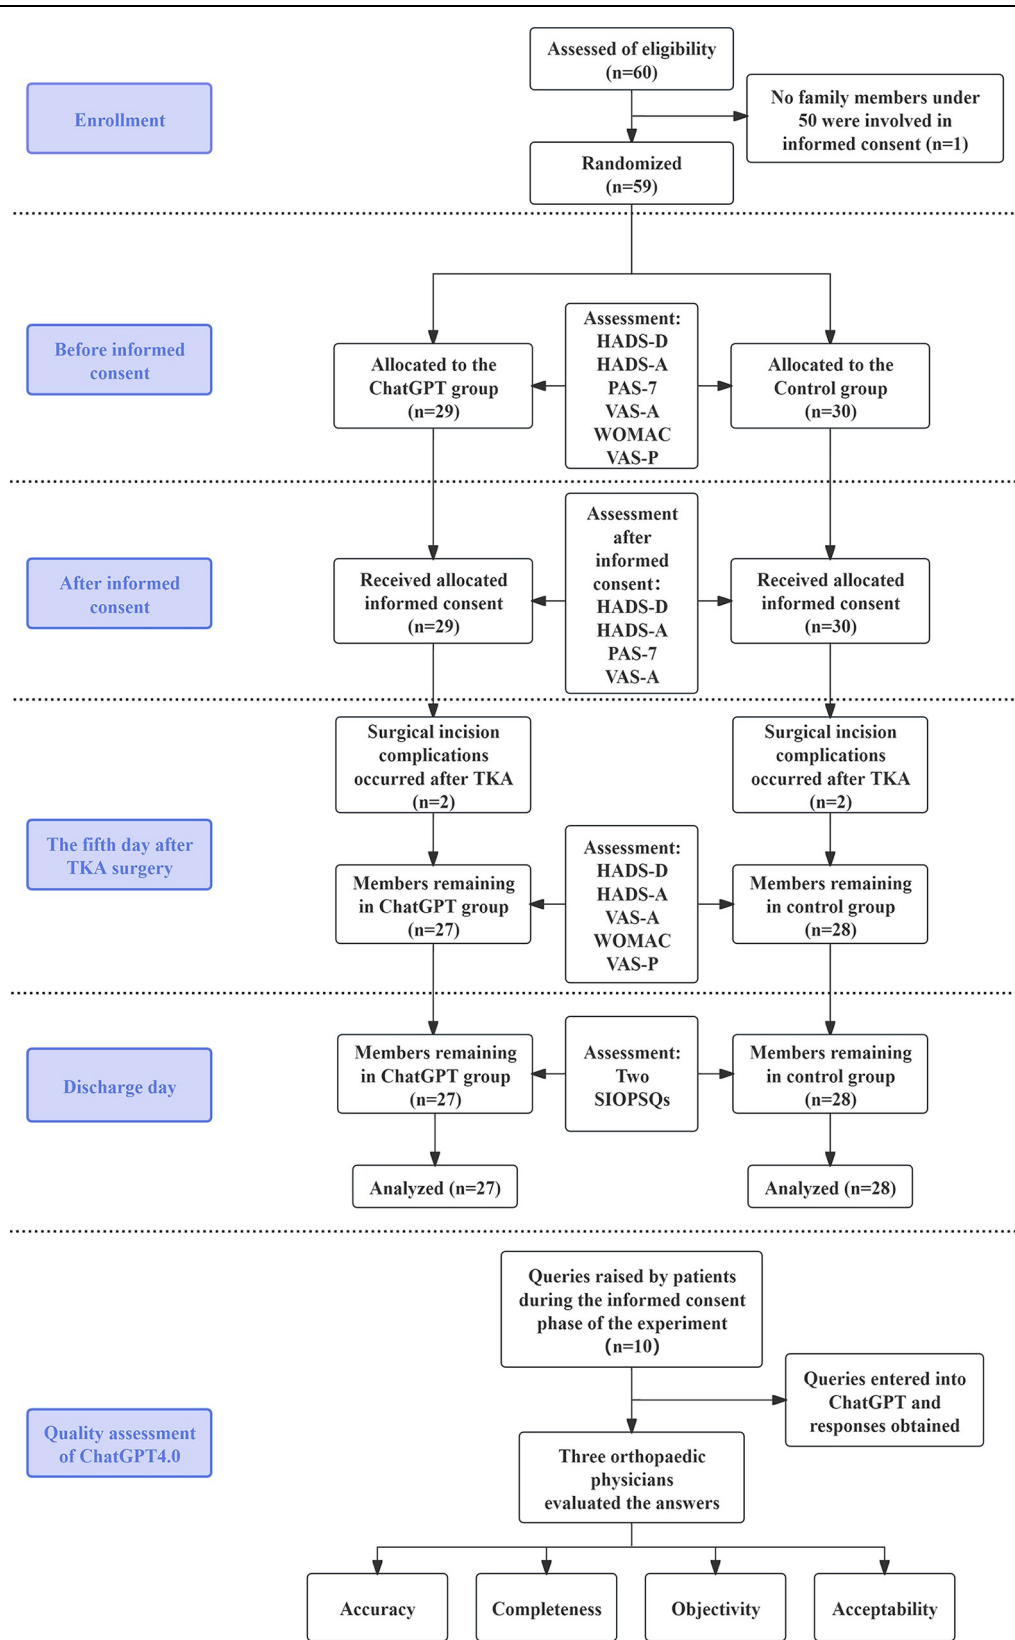 Assessed of eligibility
(n=60)
Enrollment
No family members under
50 were involved in
informed consent (n=1)
Randomized
(n=59)
Before informed
consent
Allocated to the
ChatGPT group
(n=29)
Assessment:
HADS-D
HADS-A
PAS-7
VAS-A
WOMAC
VAS-P
Allocated to the
Control group
(n=30)
After informed
consent
Received allocated
informed consent
(n=29)
Assessment
after
informed
consent:
HADS-D
HADS-A
PAS-7
VAS-A
Received allocated
informed consent
(n=30)
The fifth day after
TKA surgery
Surgical incision
complications
occurred after TKA
(n=2)
Surgical incision
complications
occurred after TKA
(n=2)
Members remaining
in ChatGPT group
(n=27)
Assessment:
HADS-D
HADS-A
VAS-A
WOMAC
VAS-P
Members remaining
in control group
(n=28)
Discharge day
Members remaining
in ChatGPT group
(n=27)
Assessment:
Two
SIOPSQs
Members remaining
in control group
(n=28)
Analyzed (n=27)
Analyzed (n=28)
Quality assessment
of ChatGPT4.0
Queries raised by patients
during the informed consent
phase of the experiment
(n=10)
Queries entered into
ChatGPT and
responses obtained
Three orthopaedic
physicians
evaluated the answers
Accuracy
Completeness
Objectivity
Acceptability